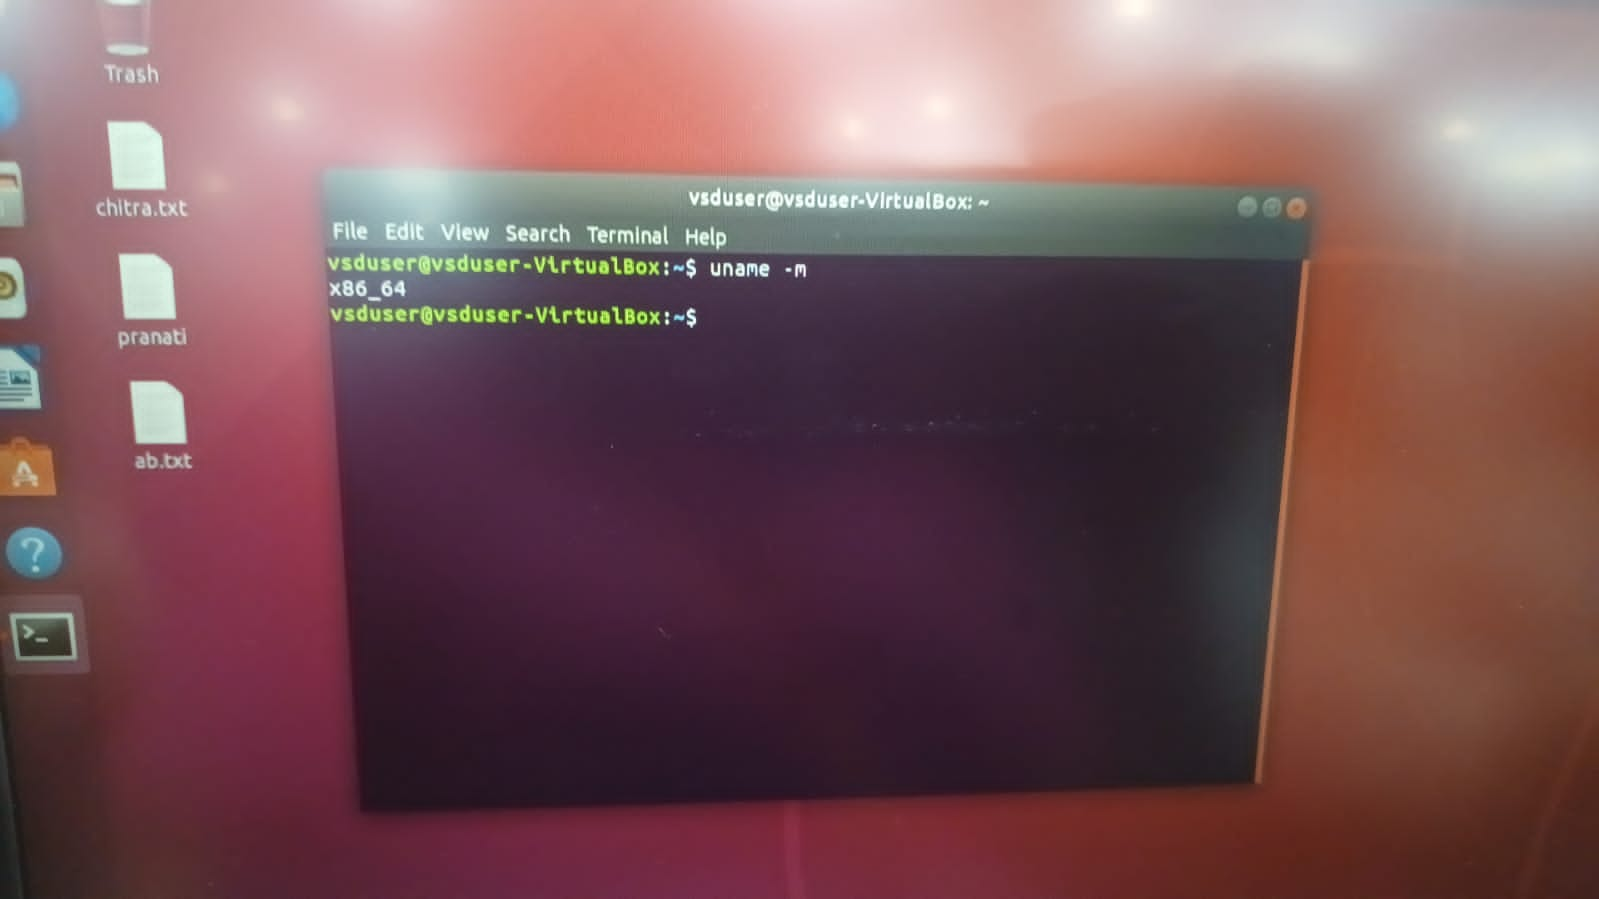 Trash
chitra.txt
pranati
ab.txt
vsduser@vsduser-VirtualBox: ~
File Edit View Search Terminal Help
vsduser@vsduser-VirtualBox:~$ uname -m
x86_64
vsduser@vsduser-VirtualBox:~$